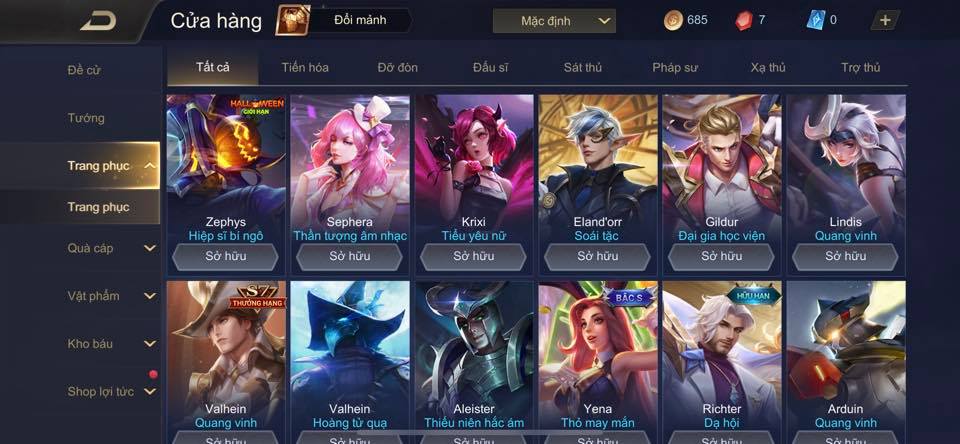 Cửa hàng
Đổi mảnh
Mặc định
685
7
0
Đề cử
Tướng
Trang phục
Trang phục
Quà cáp
Vật phẩm
Kho báu
Shop lợi tức
Tất cả Tiến hóa Đỡ đòn Đấu sĩ Sát thủ Pháp sư Xạ thủ Trợ thủ
HALLOWEEN
GIỚI HẠN
Zephys Sephera Krixi Eland'orr Gildur Lindis
Hiệp sĩ bí ngô Thần tượng âm nhạc Tiểu yêu nữ Soái tặc Đại gia học viện Quang vinh
Sở hữu Sở hữu Sở hữu Sở hữu Sở hữu Sở hữu
THƯỞNG HẠNG
BẬC S
HỮU HẠN
Valhein Valhein Aleister Yena Richter Arduin
Quang vinh Hoàng tử quạ Thiếu niên hắc ám Thỏ may mắn Dạ hội Quang vinh
Sở hữu Sở hữu Sở hữu Sở hữu Sở hữu Sở hữu